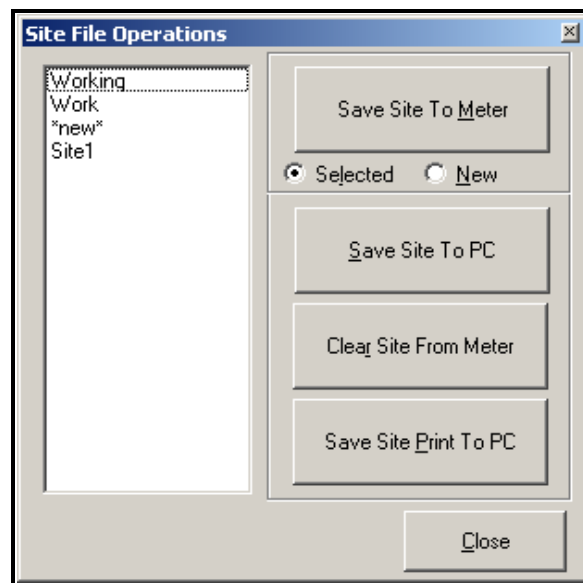 Site File Operations
Working
Work
*new*
Site1
Save Site To Meter
Selected
New
Save Site To PC
Clear Site From Meter
Save Site Print To PC
Close